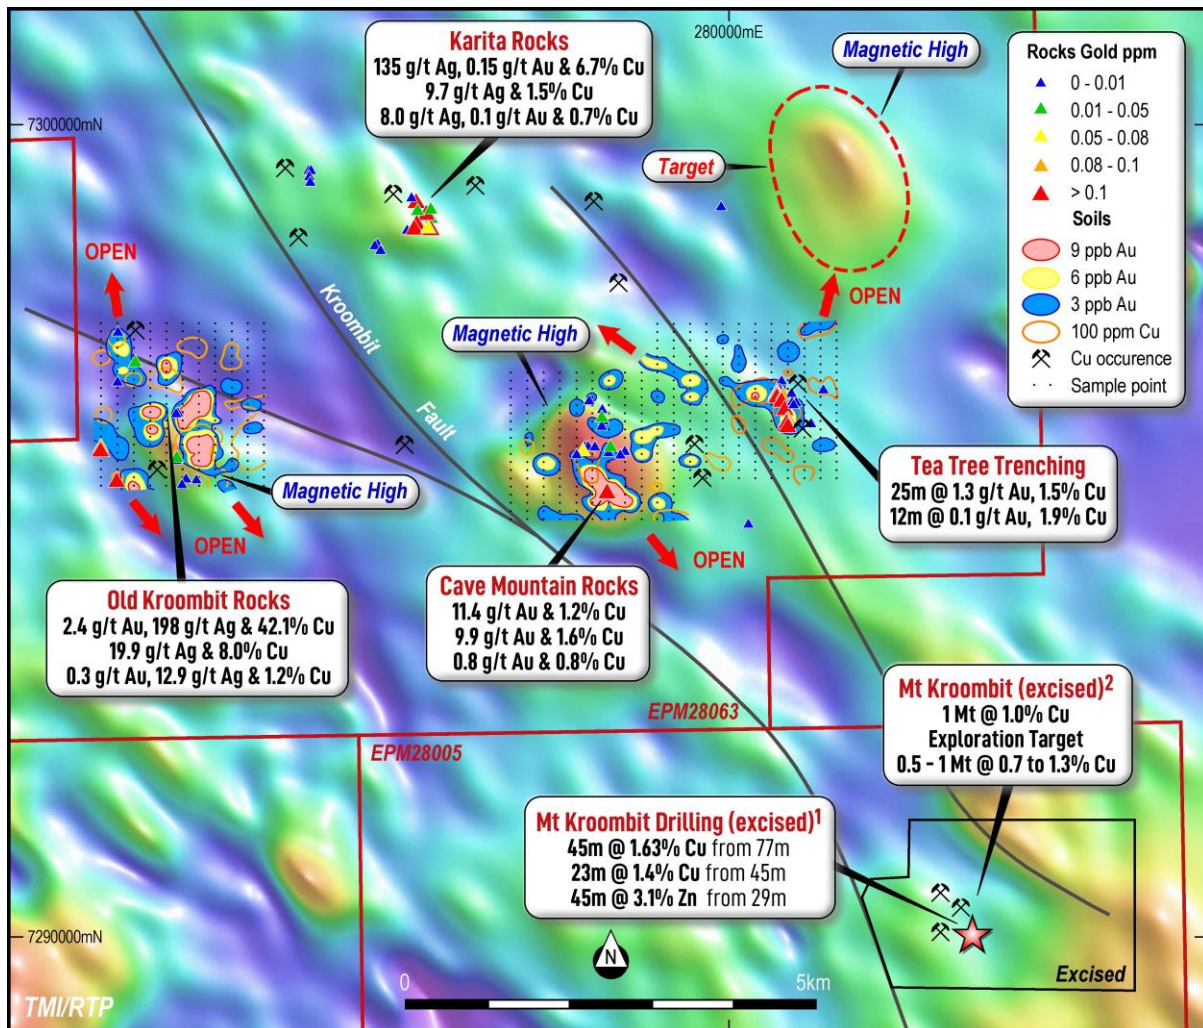 280000mE
7300000mN
Karita Rocks
135 g/t Ag, 0.15 g/t Au & 6.7% Cu
9.7 g/t Ag & 1.5% Cu
8.0 g/t Ag, 0.1 g/t Au & 0.7% Cu
Magnetic High
Target
Rocks Gold ppm
0 - 0.01
0.01 - 0.05
0.05 - 0.08
0.08 - 0.1
> 0.1
Soils
9 ppb Au
6 ppb Au
3 ppb Au
100 ppm Cu
Cu occurence
Sample point
OPEN
OPEN
Kroombit
Fault
Magnetic High
Magnetic High
OPEN
OPEN
Tea Tree Trenching
25m @ 1.3 g/t Au, 1.5% Cu
12m @ 0.1 g/t Au, 1.9% Cu
Old Kroombit Rocks
2.4 g/t Au, 198 g/t Ag & 42.1% Cu
19.9 g/t Ag & 8.0% Cu
0.3 g/t Au, 12.9 g/t Ag & 1.2% Cu
Cave Mountain Rocks
11.4 g/t Au & 1.2% Cu
9.9 g/t Au & 1.6% Cu
0.8 g/t Au & 0.8% Cu
EPM28063
EPM28005
Mt Kroombit (excised)2
1 Mt @ 1.0% Cu
Exploration Target
0.5 - 1 Mt @ 0.7 to 1.3% Cu
Mt Kroombit Drilling (excised)1
45m @ 1.63% Cu from 77m
23m @ 1.4% Cu from 45m
45m @ 3.1% Zn from 29m
7290000mN
N
0
5km
Excised
TMI/RTP